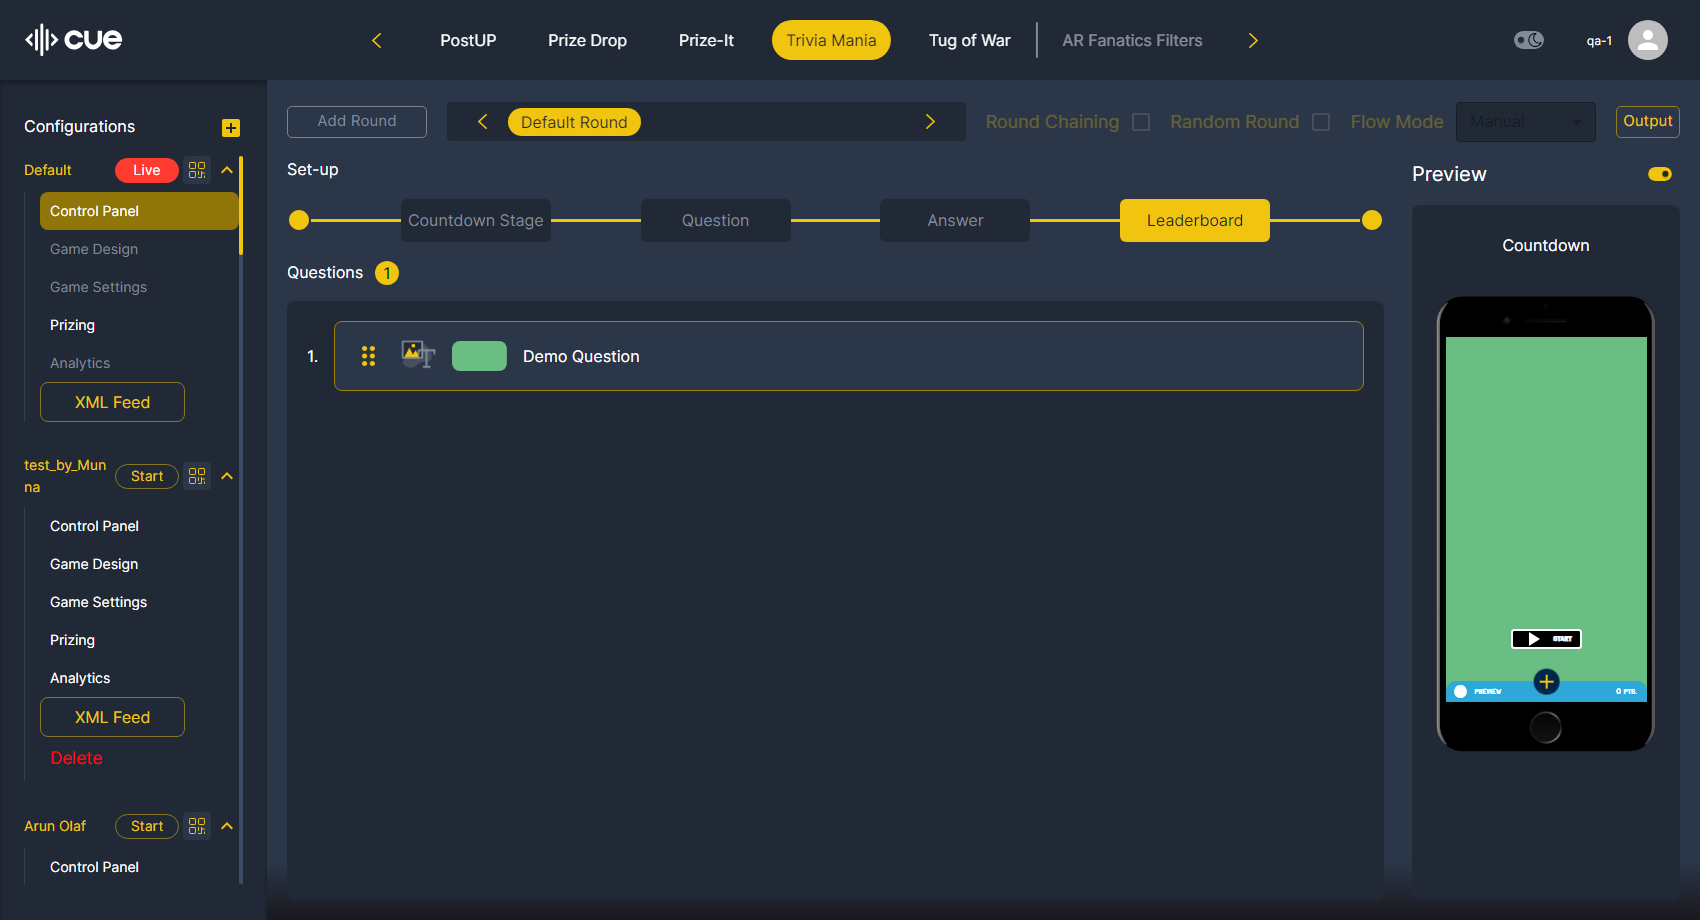 cue
PostUP
Prize Drop
Prize-It
Trivia Mania
Tug of War
AR Fanatics Filters
qa-1
Configurations
Default
Live
Control Panel
Game Design
Game Settings
Prizing
Analytics
XML Feed
test_by_Mun
na
Start
Control Panel
Game Design
Game Settings
Prizing
Analytics
XML Feed
Delete
Arun Olaf
Start
Control Panel
Add Round
Default Round
Round Chaining
Random Round
Flow Mode
Manual
Output
Set-up
Countdown Stage
Question
Answer
Leaderboard
Questions 1
1.
Demo Question
Preview
Countdown
START
PREVIEW
0 PTS.